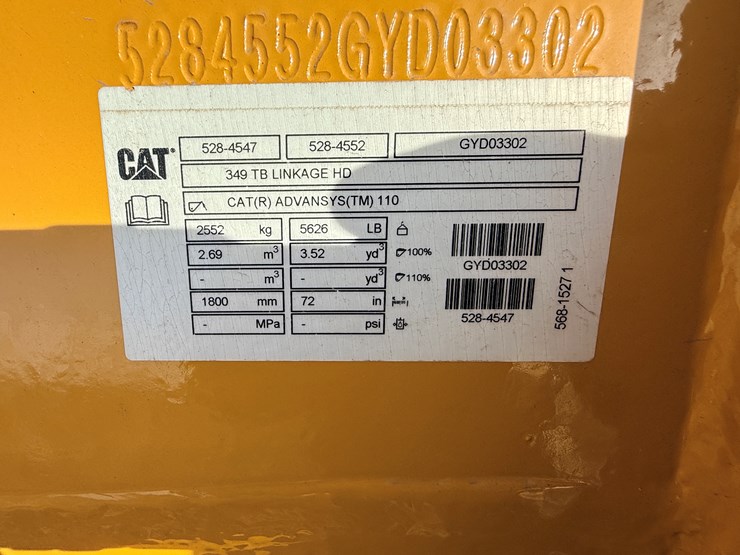 5284552GYD03302
CAT® 528-4547 528-4552 GYD03302
349 TB LINKAGE HD
CAT(R) ADVANSYS(TM) 110
2552 kg 5626 LB
2.69 m³ 3.52 yd³ 100%
- m³ - yd³ 110%
1800 mm 72 in
- MPa - psi
GYD03302
528-4547
568-1527 1